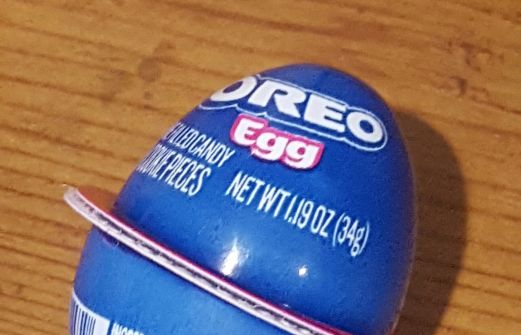 OREO
Egg
FILLED CANDY
COOKIE PIECES
NET WT 1.19 OZ (34g)